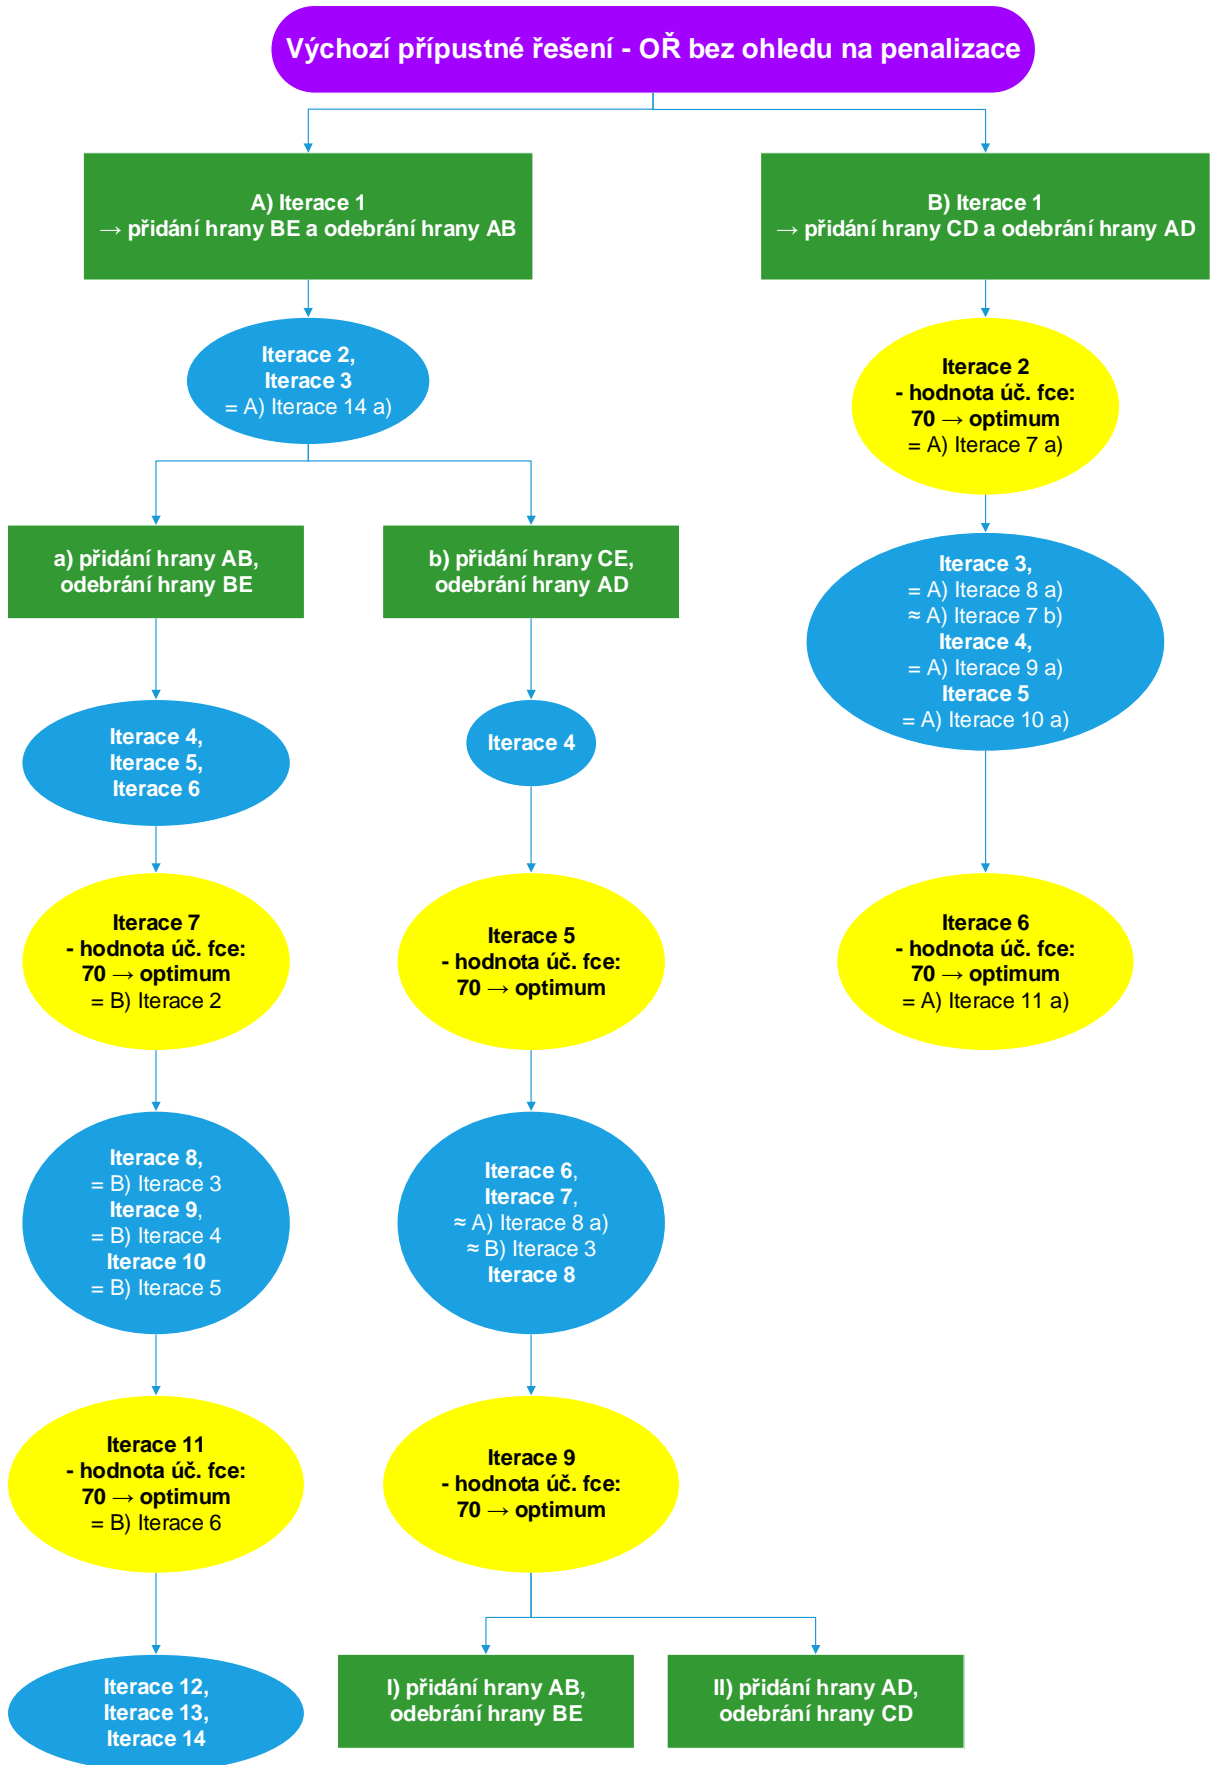 Výchozí přípustné řešení - OŘ bez ohledu na penalizace
A) Iterace 1
→ přidání hrany BE a odebrání hrany AB
B) Iterace 1
→ přidání hrany CD a odebrání hrany AD
Iterace 2,
Iterace 3
= A) Iterace 14 a)
Iterace 2
- hodnota úč. fce:
70 → optimum
= A) Iterace 7 a)
a) přidání hrany AB,
odebrání hrany BE
b) přidání hrany CE,
odebrání hrany AD
Iterace 3,
= A) Iterace 8 a)
≈ A) Iterace 7 b)
Iterace 4,
= A) Iterace 9 a)
Iterace 5
= A) Iterace 10 a)
Iterace 4,
Iterace 5,
Iterace 6
Iterace 4
Iterace 7
- hodnota úč. fce:
70 → optimum
= B) Iterace 2
Iterace 5
- hodnota úč. fce:
70 → optimum
Iterace 6
- hodnota úč. fce:
70 → optimum
= A) Iterace 11 a)
Iterace 8,
= B) Iterace 3
Iterace 9,
= B) Iterace 4
Iterace 10
= B) Iterace 5
Iterace 6,
Iterace 7,
≈ A) Iterace 8 a)
≈ B) Iterace 3
Iterace 8
Iterace 11
- hodnota úč. fce:
70 → optimum
= B) Iterace 6
Iterace 9
- hodnota úč. fce:
70 → optimum
Iterace 12,
Iterace 13,
Iterace 14
I) přidání hrany AB,
odebrání hrany BE
II) přidání hrany AD,
odebrání hrany CD